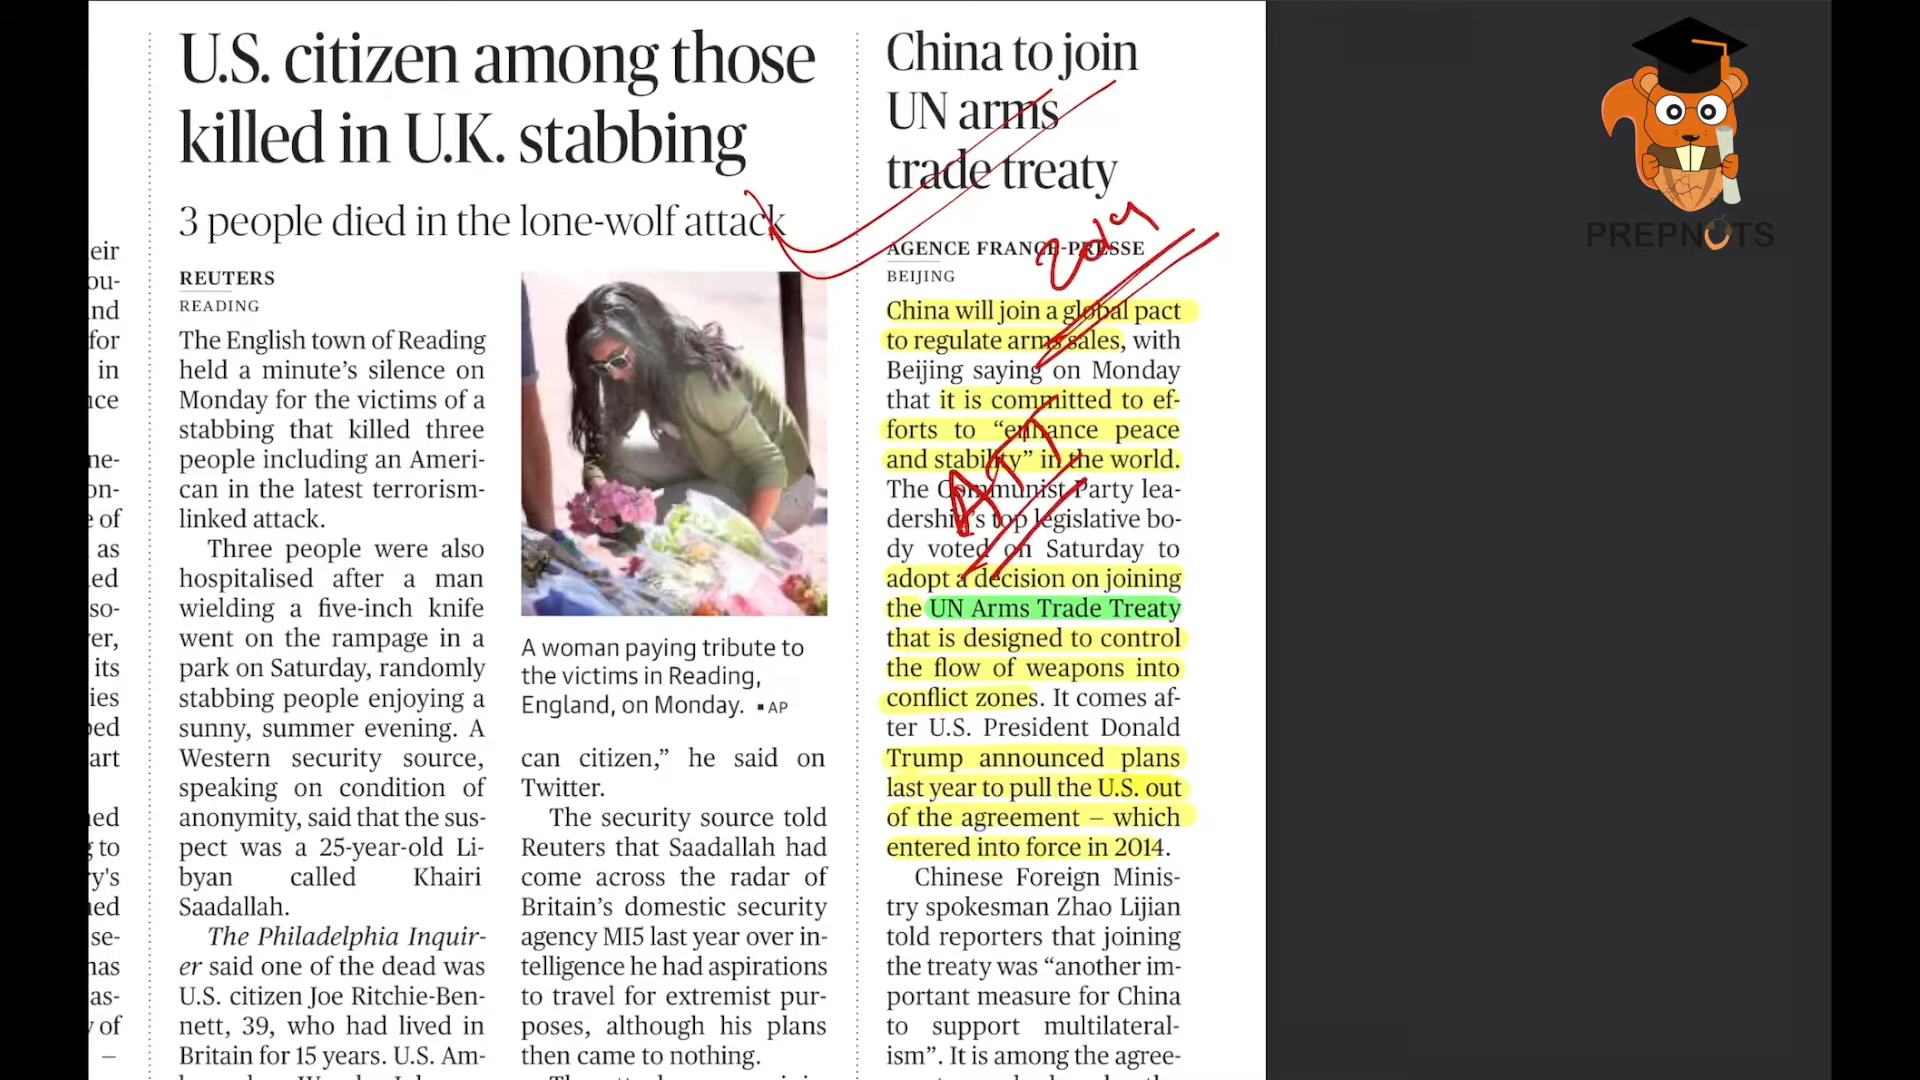 U.S. citizen among those
killed in U.K. stabbing
3 people died in the lone-wolf attack
REUTERS
READING
The English town of Reading
held a minute’s silence on
Monday for the victims of a
stabbing that killed three
people including an Ameri-
can in the latest terrorism-
linked attack.
Three people were also
hospitalised after a man
wielding a five-inch knife
went on the rampage in a
park on Saturday, randomly
stabbing people enjoying a
sunny, summer evening. A
Western security source,
speaking on condition of
anonymity, said that the sus-
pect was a 25-year-old Li-
byan called Khairi
Saadallah.
The Philadelphia Inquir-
er said one of the dead was
U.S. citizen Joe Ritchie-Ben-
nett, 39, who had lived in
Britain for 15 years. U.S. Am-
A woman paying tribute to
the victims in Reading,
England, on Monday. ▪ AP
can citizen,” he said on
Twitter.
The security source told
Reuters that Saadallah had
come across the radar of
Britain’s domestic security
agency MI5 last year over in-
telligence he had aspirations
to travel for extremist pur-
poses, although his plans
then came to nothing.
China to join
UN arms
trade treaty
AGENCE FRANCE-PRESSE
BEIJING
China will join a global pact
to regulate arms sales, with
Beijing saying on Monday
that it is committed to ef-
forts to “enhance peace
and stability” in the world.
The Communist Party lea-
dership’s top legislative bo-
dy voted on Saturday to
adopt a decision on joining
the UN Arms Trade Treaty
that is designed to control
the flow of weapons into
conflict zones. It comes af-
ter U.S. President Donald
Trump announced plans
last year to pull the U.S. out
of the agreement – which
entered into force in 2014.
Chinese Foreign Minis-
try spokesman Zhao Lijian
told reporters that joining
the treaty was “another im-
portant measure for China
to support multilateral-
ism”. It is among the agree-
2014
ATT
PREPNUTS
eir
ou-
nd
for
in
nce
ne-
on-
e of
as
led
so-
er,
its
ies
ped
art
ned
g to
ry's
ned
se-
has
as-
y of
–